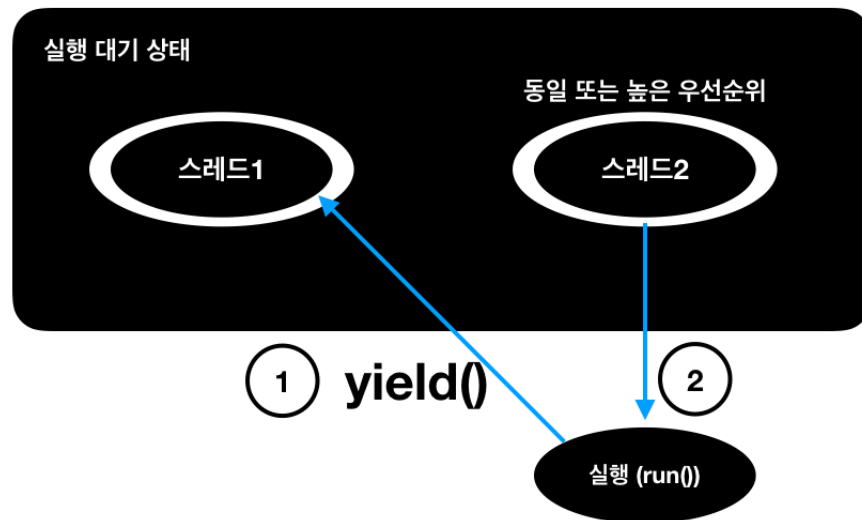 실행 대기 상태
동일 또는 높은 우선순위
스레드1
스레드2
1
yield()
2
실행 (run())